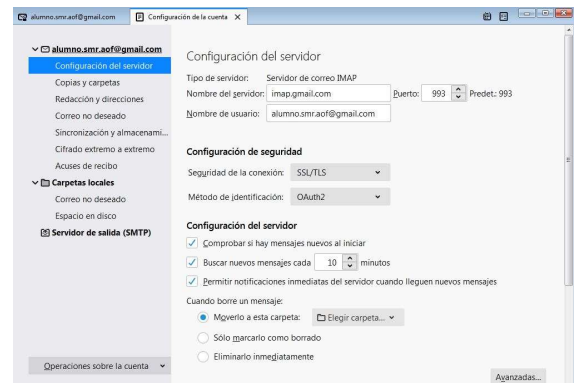 alumno.smr.aof@gmail.com
Configuración de la cuenta
alumno.smr.aof@gmail.com
Configuración del servidor
Copias y carpetas
Redacción y direcciones
Correo no deseado
Sincronización y almacenami...
Cifrado extremo a extremo
Acuses de recibo
Carpetas locales
Correo no deseado
Espacio en disco
Servidor de salida (SMTP)
Operaciones sobre la cuenta
Configuración del servidor
Tipo de servidor: Servidor de correo IMAP
Nombre del servidor: imap.gmail.com Puerto: 993 Predet.: 993
Nombre de usuario: alumno.smr.aof@gmail.com
Configuración de seguridad
Seguridad de la conexión: SSL/TLS
Método de identificación: OAuth2
Configuración del servidor
Comprobar si hay mensajes nuevos al iniciar
Buscar nuevos mensajes cada 10 minutos
Permitir notificaciones inmediatas del servidor cuando lleguen nuevos mensajes
Cuando borre un mensaje:
Moverlo a esta carpeta: Elegir carpeta...
Sólo marcarlo como borrado
Eliminarlo inmediatamente
Avanzadas...